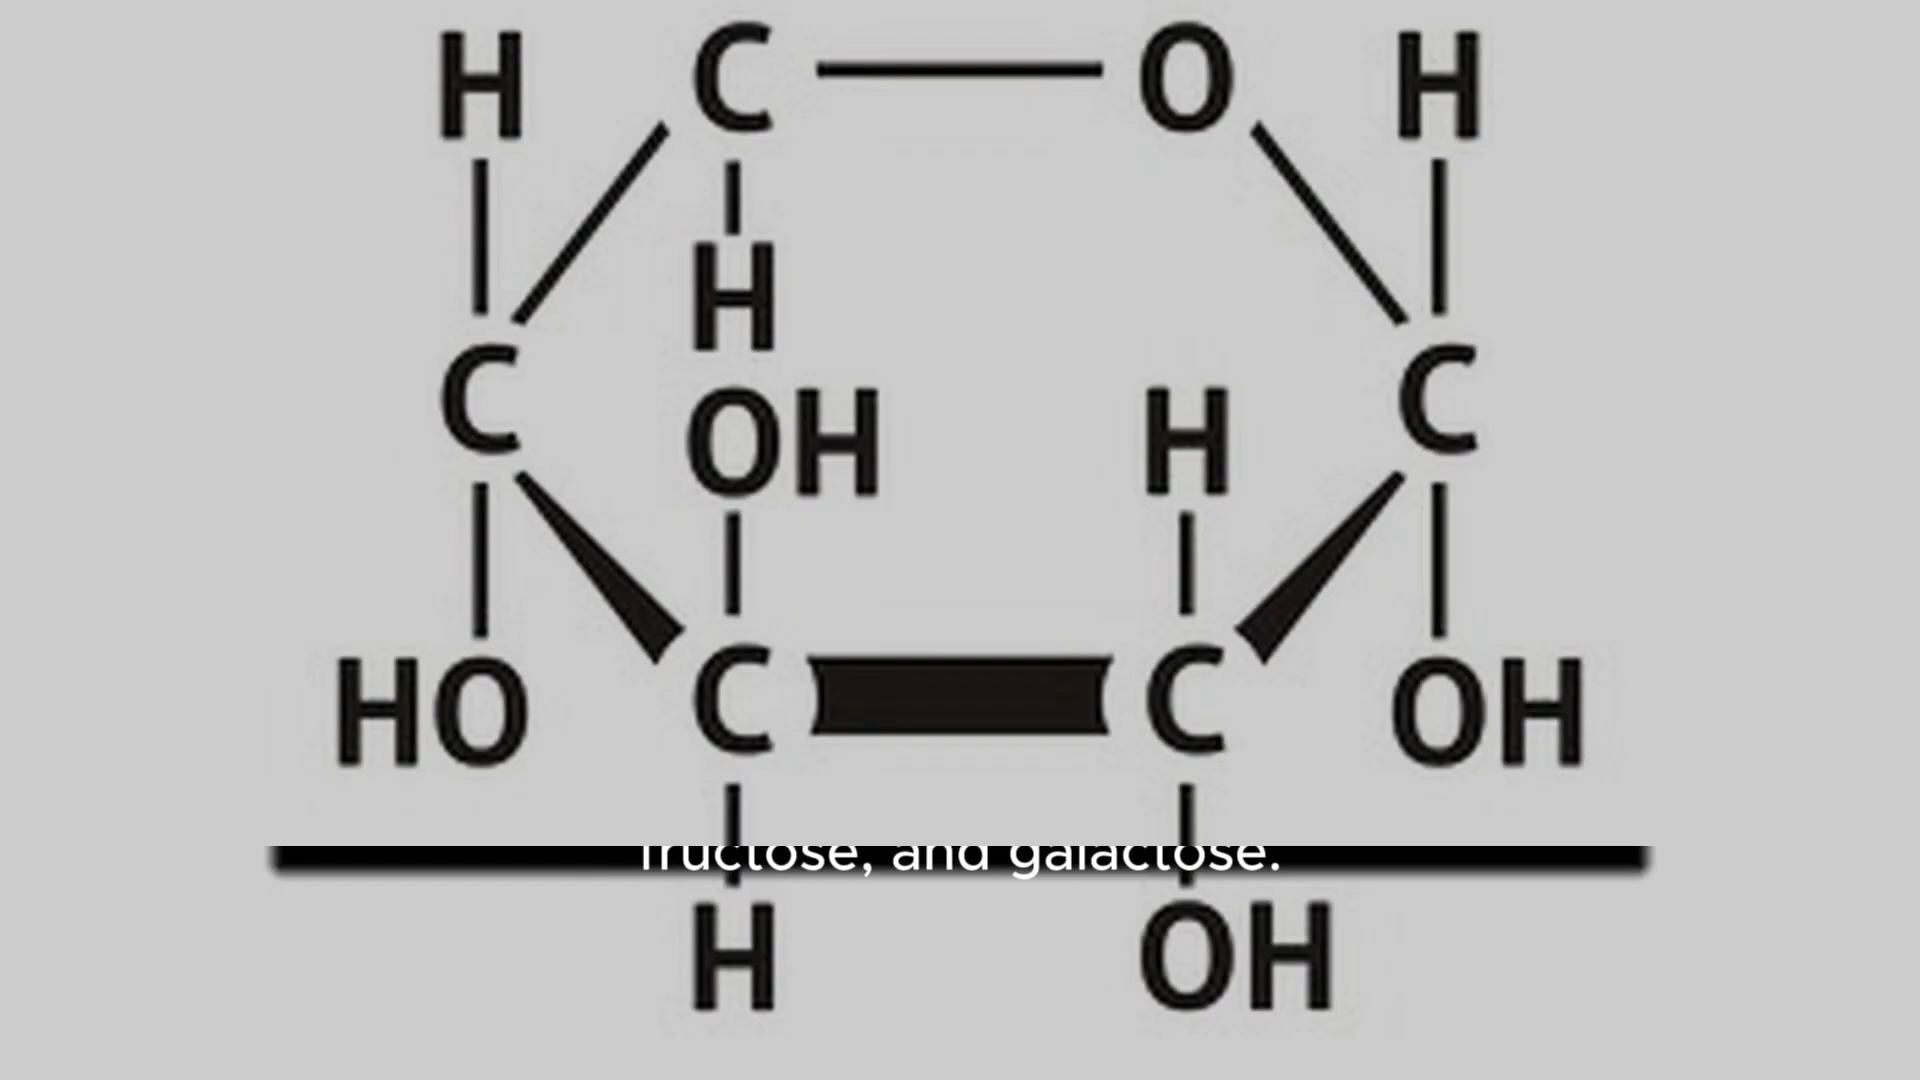 H C O H
H
C OH H C
HO C C OH
fructose, and galactose.
H OH